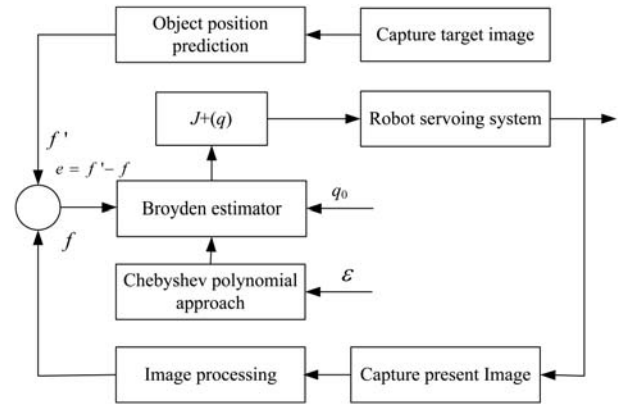 Object position
prediction
Capture target image
J+(q)
Robot servoing system
f'
e = f'- f
Broyden estimator
q0
f
Chebyshev polynomial
approach
ε
Image processing
Capture present Image